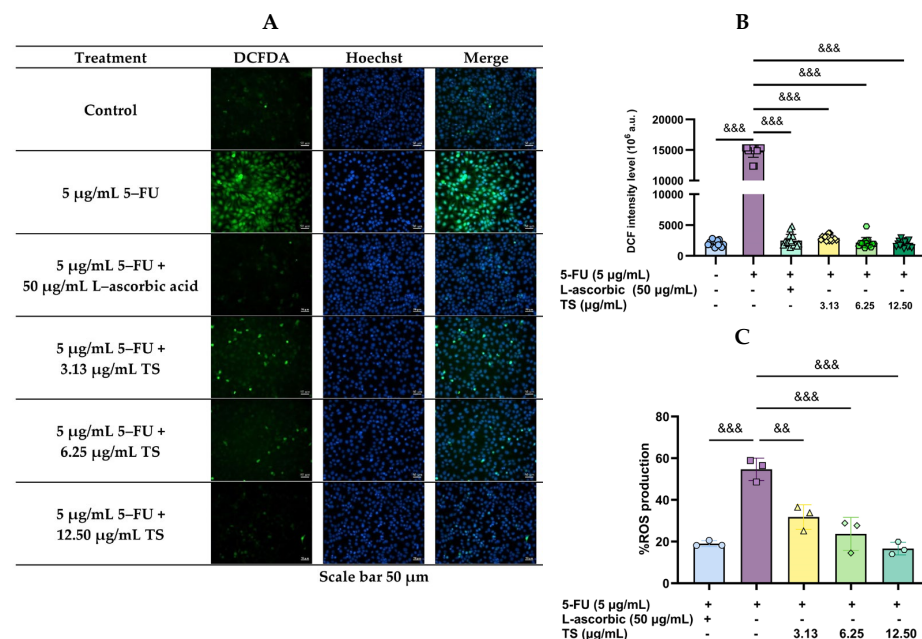 A
Treatment DCFDA Hoechst Merge
Control
5 µg/mL 5–FU
5 µg/mL 5–FU +
50 µg/mL L–ascorbic acid
5 µg/mL 5–FU +
3.13 µg/mL TS
5 µg/mL 5–FU +
6.25 µg/mL TS
5 µg/mL 5–FU +
12.50 µg/mL TS
Scale bar 50 µm
B
&&&
&&&
&&&
&&& &&&
DCF intensity level (10⁶ a.u.)
20000
15000
10000
5000
0
5-FU (5 µg/mL) - + + + + +
L-ascorbic (50 µg/mL) - - + - - -
TS (µg/mL) - - - 3.13 6.25 12.50
C
&&&
&&&
&&& &&
%ROS production
80
60
40
20
0
5-FU (5 µg/mL) + + + + +
L-ascorbic (50 µg/mL) + - - - -
TS (µg/mL) - - 3.13 6.25 12.50